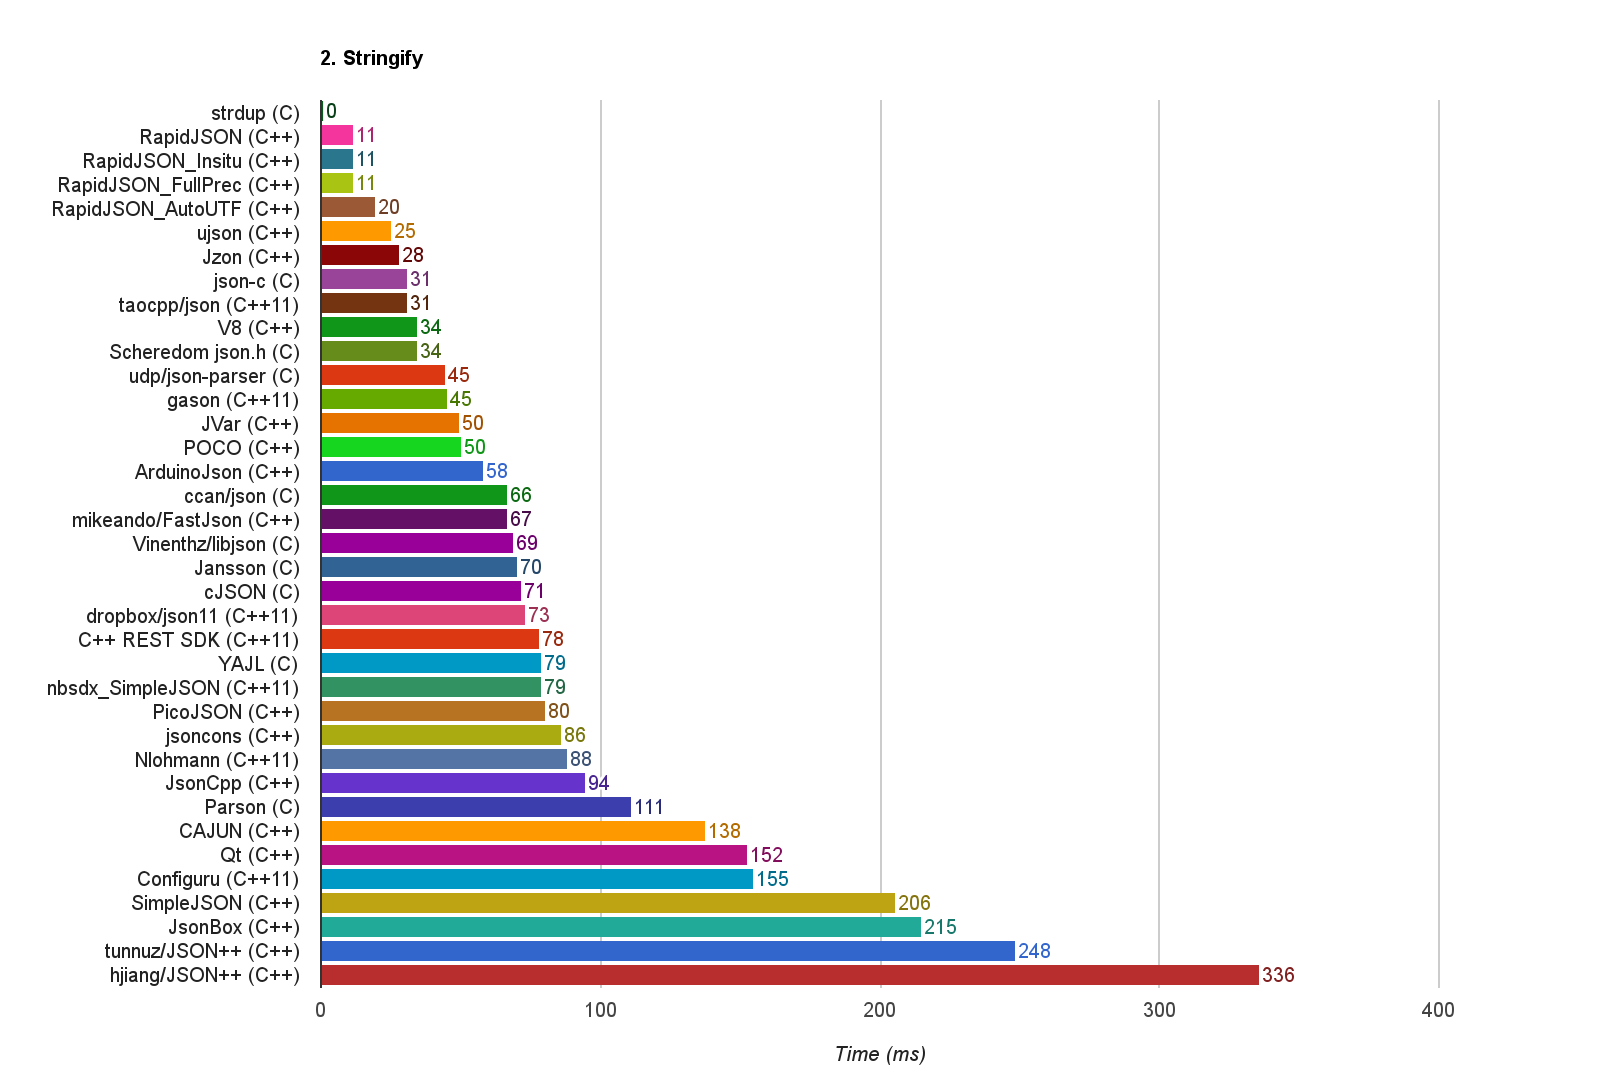 2. Stringify
strdup (C) 0
RapidJSON (C++) 11
RapidJSON_Insitu (C++) 11
RapidJSON_FullPrec (C++) 11
RapidJSON_AutoUTF (C++) 20
ujson (C++) 25
Jzon (C++) 28
json-c (C) 31
taocpp/json (C++11) 31
V8 (C++) 34
Scheredom json.h (C) 34
udp/json-parser (C) 45
gason (C++11) 45
JVar (C++) 50
POCO (C++) 50
ArduinoJson (C++) 58
ccan/json (C) 66
mikeando/FastJson (C++) 67
Vinenthz/libjson (C) 69
Jansson (C) 70
cJSON (C) 71
dropbox/json11 (C++11) 73
C++ REST SDK (C++11) 78
YAJL (C) 79
nbsdx_SimpleJSON (C++11) 79
PicoJSON (C++) 80
jsoncons (C++) 86
Nlohmann (C++11) 88
JsonCpp (C++) 94
Parson (C) 111
CAJUN (C++) 138
Qt (C++) 152
Configuru (C++11) 155
SimpleJSON (C++) 206
JsonBox (C++) 215
tunnuz/JSON++ (C++) 248
hjiang/JSON++ (C++) 336
0 100 200 300 400
Time (ms)